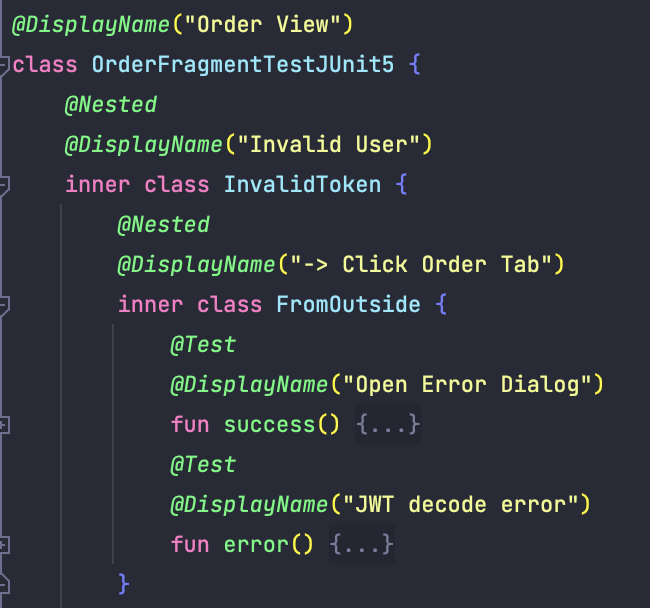 @DisplayName("Order View")
class OrderFragmentTestJUnit5 {
@Nested
@DisplayName("Invalid User")
inner class InvalidToken {
@Nested
@DisplayName("-> Click Order Tab")
inner class FromOutside {
@Test
@DisplayName("Open Error Dialog")
fun success() {...}
@Test
@DisplayName("JWT decode error")
fun error() {...}
}